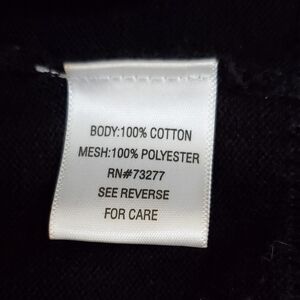 BODY:100% COTTON
MESH:100% POLYESTER
RN#73277
SEE REVERSE
FOR CARE